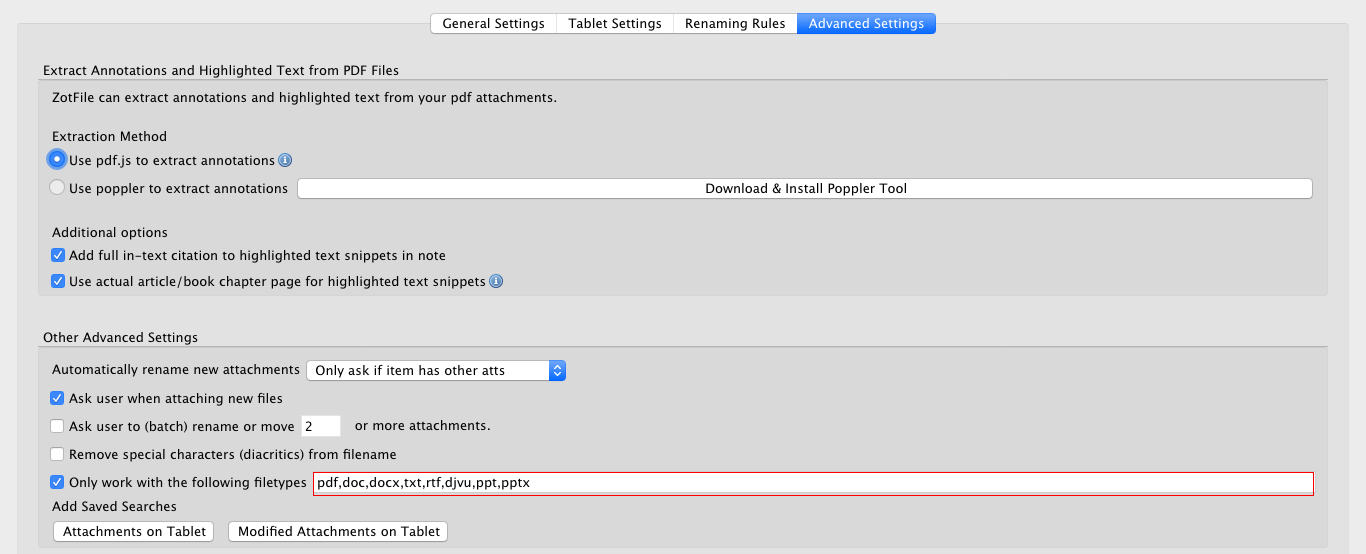 General Settings Tablet Settings Renaming Rules Advanced Settings
Extract Annotations and Highlighted Text from PDF Files
ZotFile can extract annotations and highlighted text from your pdf attachments.
Extraction Method
Use pdf.js to extract annotations
Use poppler to extract annotations Download & Install Poppler Tool
Additional options
Add full in-text citation to highlighted text snippets in note
Use actual article/book chapter page for highlighted text snippets
Other Advanced Settings
Automatically rename new attachments Only ask if item has other atts
Ask user when attaching new files
Ask user to (batch) rename or move 2 or more attachments.
Remove special characters (diacritics) from filename
Only work with the following filetypes pdf,doc,docx,txt,rtf,djvu,ppt,pptx
Add Saved Searches
Attachments on Tablet Modified Attachments on Tablet